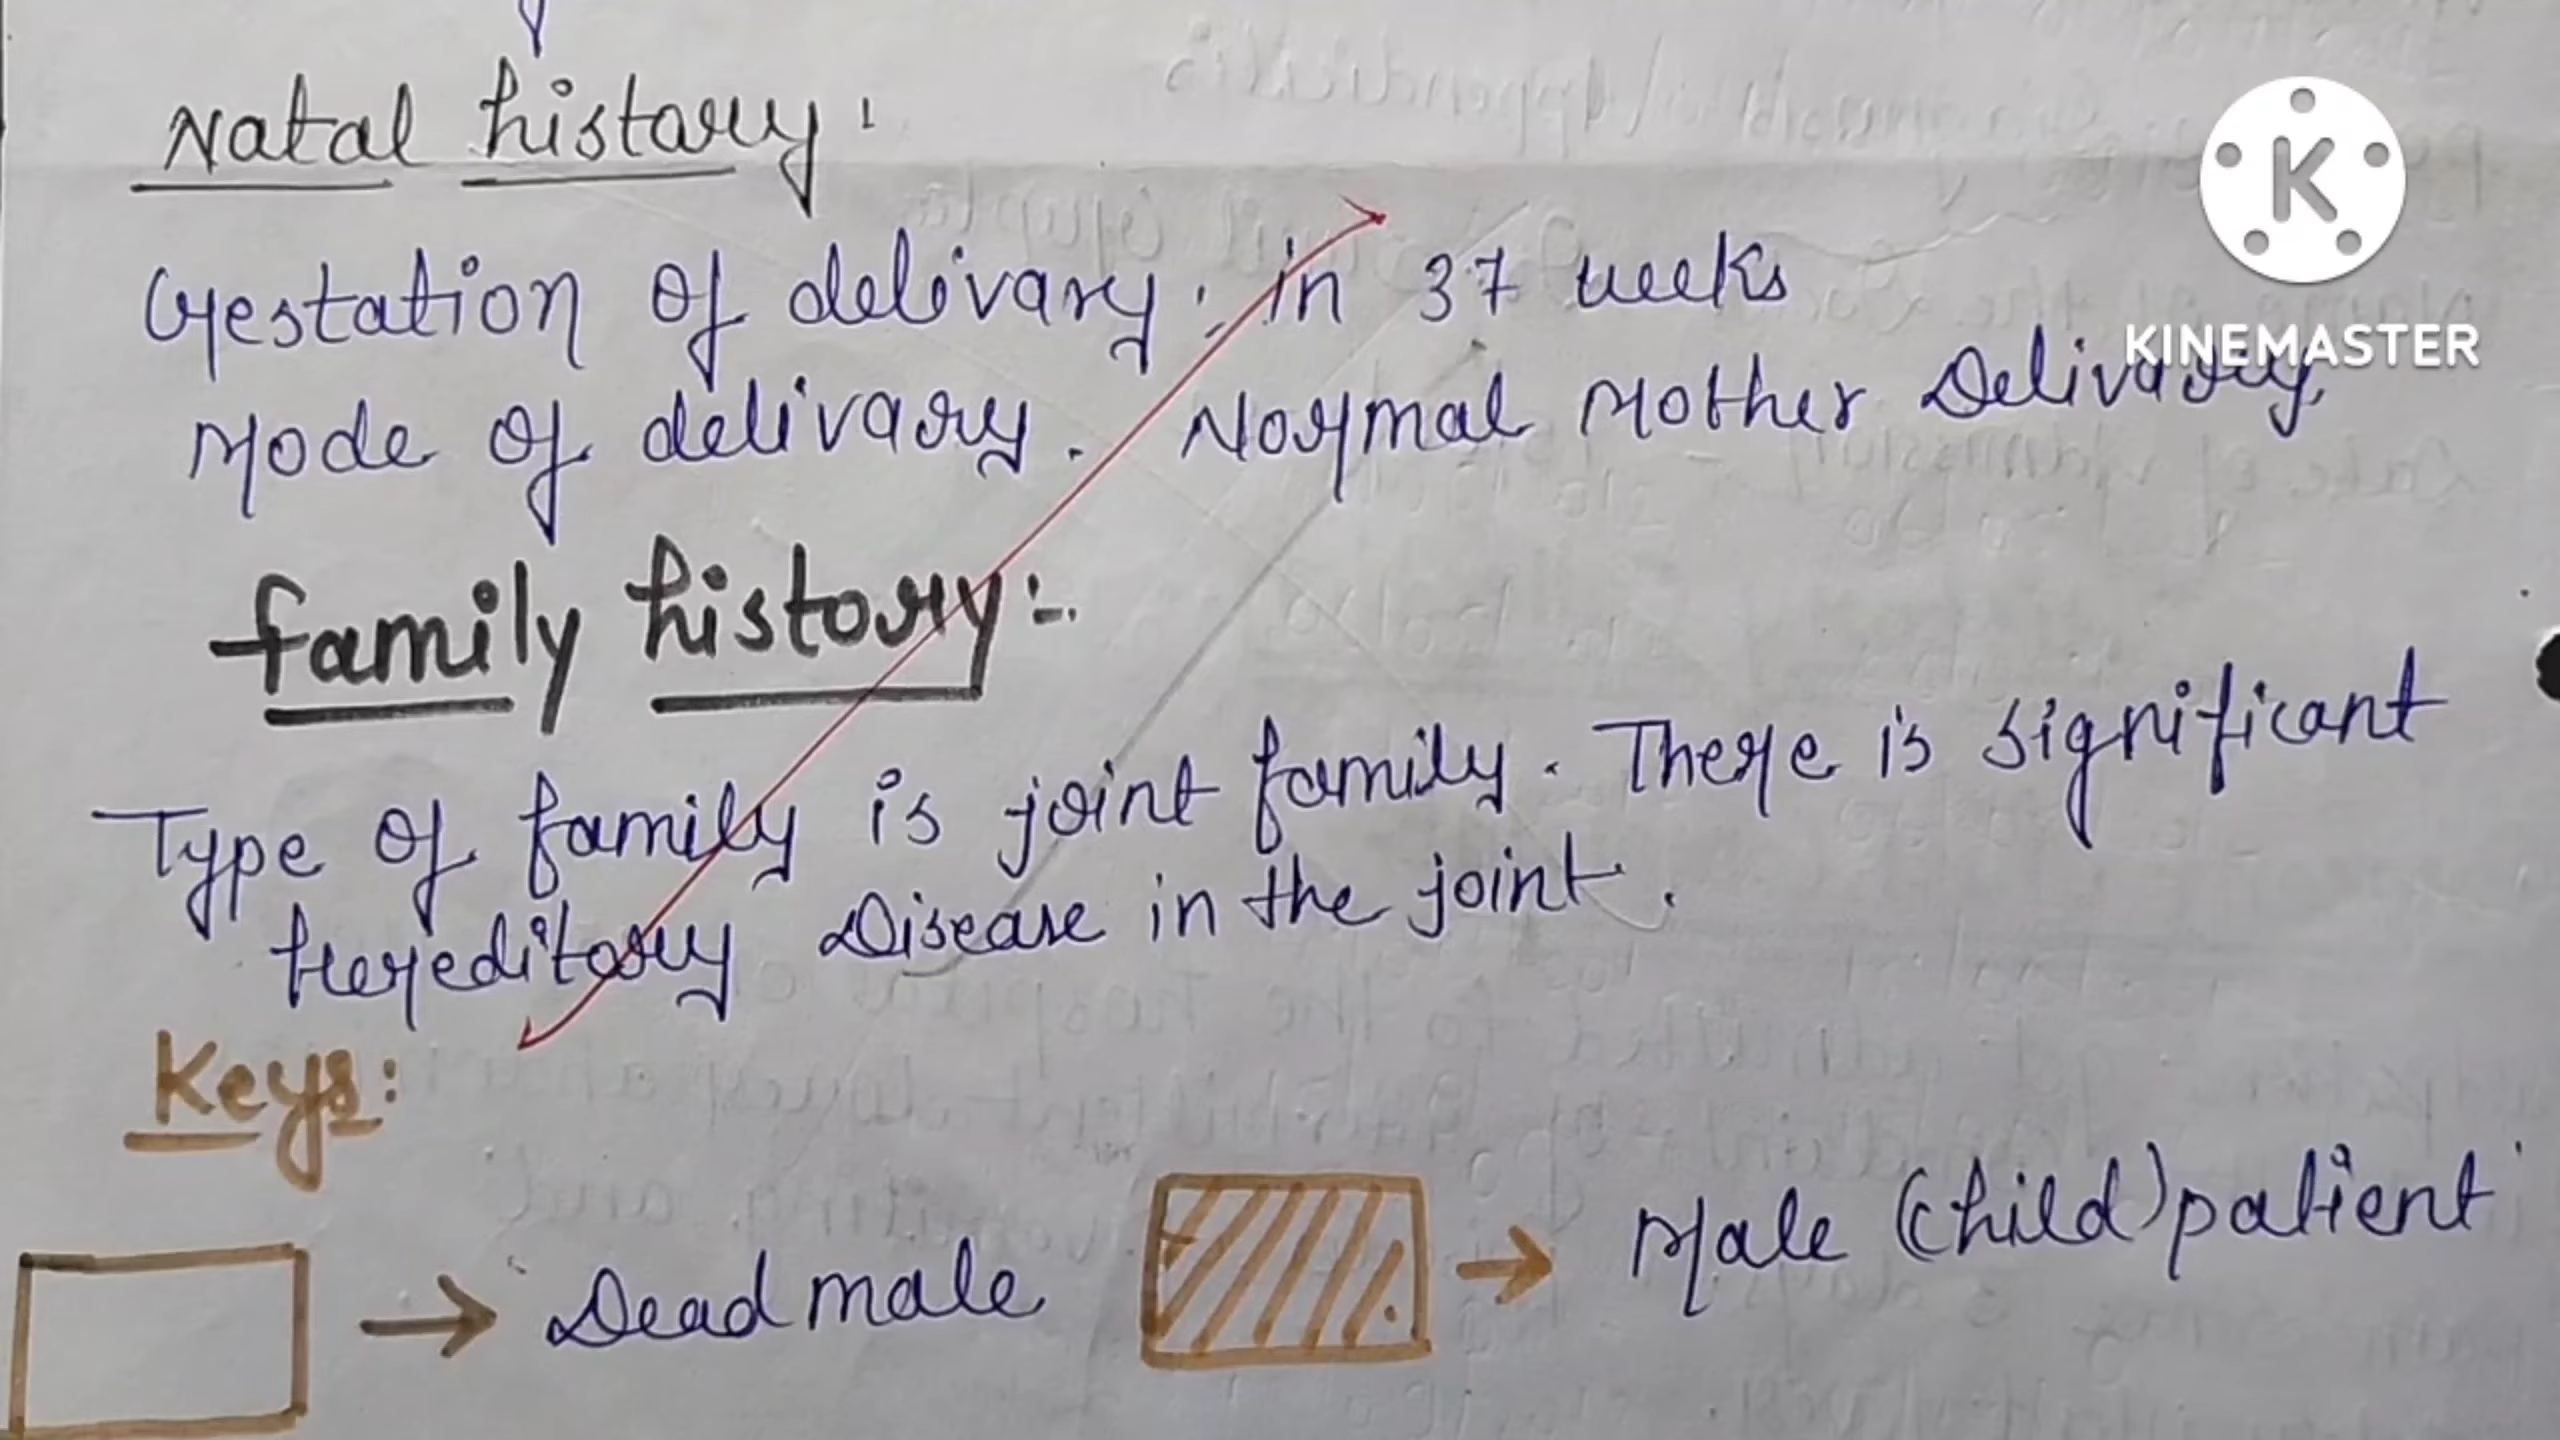 Natal history:
Gestation of delivary: in 37 weeks
KINEMASTER
Mode of delivary. Normal Mother Delivary.
family history:-
Type of family is joint family. There is significant
Hereditary Disease in the joint.
Keys:
→ Dead male → Male (child) patient